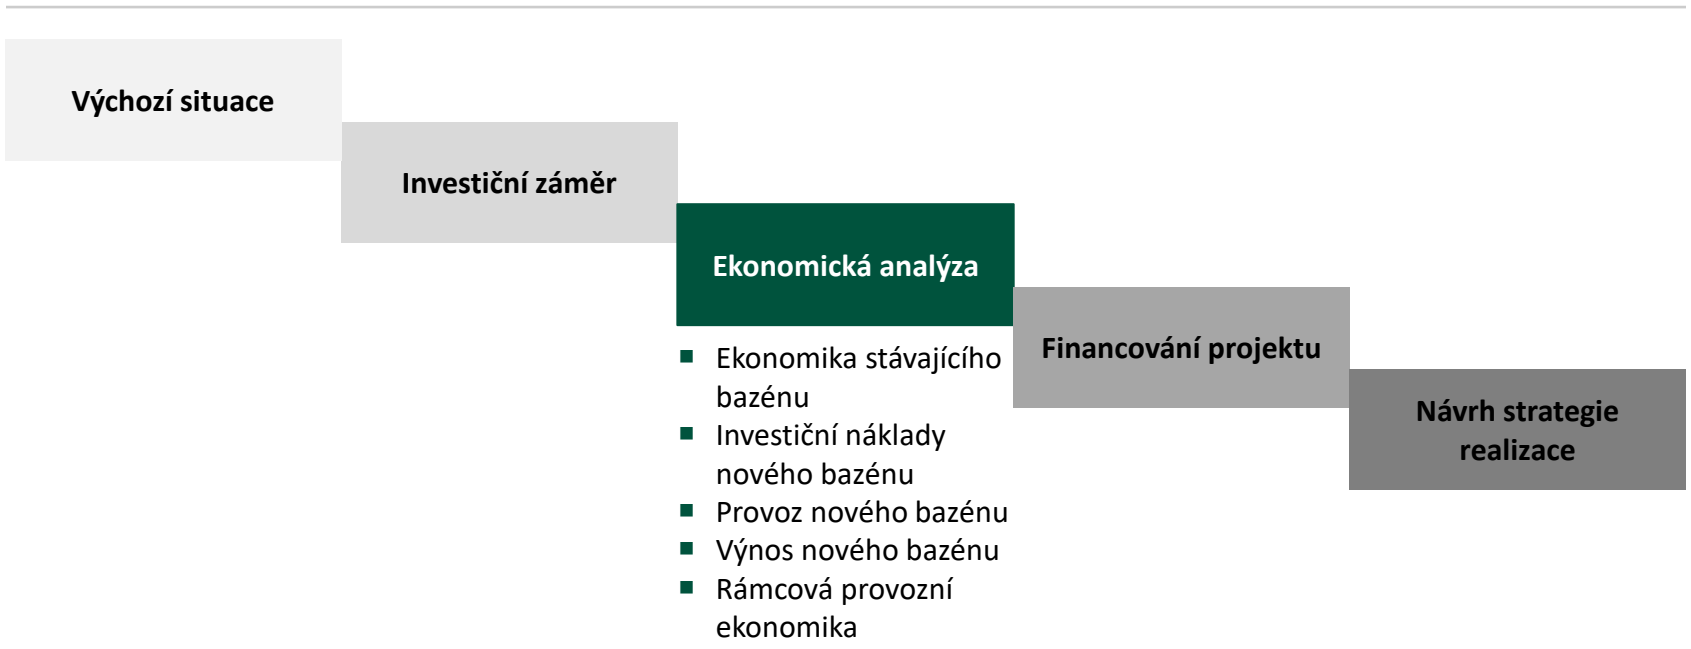 Výchozí situace
Investiční záměr
Ekonomická analýza
Ekonomika stávajícího
bazénu
Investiční náklady
nového bazénu
Provoz nového bazénu
Výnos nového bazénu
Rámcová provozní
ekonomika
Financování projektu
Návrh strategie
realizace